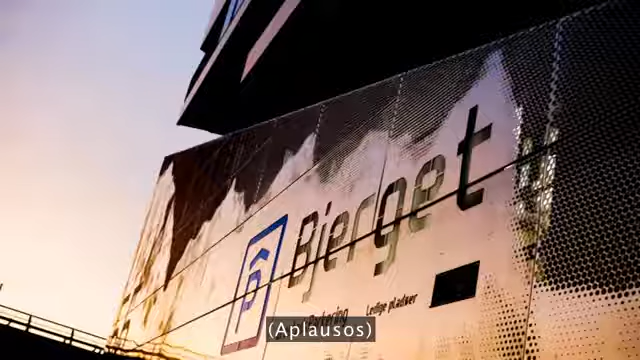 Bjerget
P
Parkering
Ledige pladser
(Aplausos)